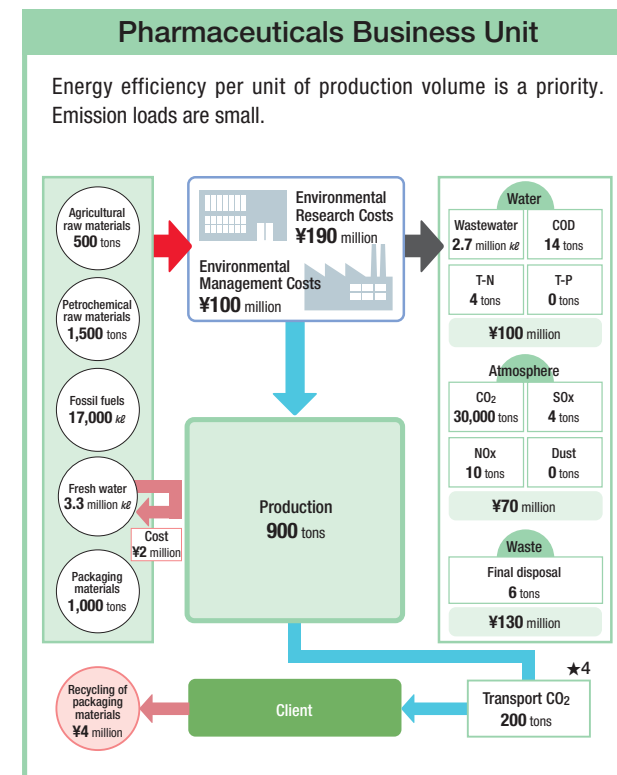 Pharmaceuticals Business Unit
Energy efficiency per unit of production volume is a priority.
Emission loads are small.
Agricultural
raw materials
500 tons
Petrochemical
raw materials
1,500 tons
Fossil fuels
17,000 kℓ
Fresh water
3.3 million kℓ
Cost
¥2 million
Packaging
materials
1,000 tons
Environmental
Research Costs
¥190 million
Environmental
Management Costs
¥100 million
Production
900 tons
Water
Wastewater
2.7 million kℓ
COD
14 tons
T-N
4 tons
T-P
0 tons
¥100 million
Atmosphere
CO2
30,000 tons
SOx
4 tons
NOx
10 tons
Dust
0 tons
¥70 million
Waste
Final disposal
6 tons
¥130 million
★4
Transport CO2
200 tons
Client
Recycling of
packaging
materials
¥4 million